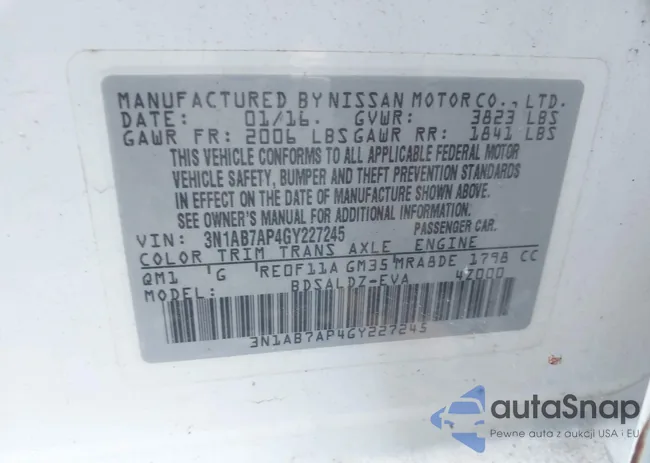 MANUFACTURED BY NISSAN MOTOR CO., LTD.
DATE: 01/16. GVWR: 3823 LBS
GAWR FR: 2006 LBS GAWR RR: 1841 LBS
THIS VEHICLE CONFORMS TO ALL APPLICABLE FEDERAL MOTOR
VEHICLE SAFETY, BUMPER AND THEFT PREVENTION STANDARDS
IN EFFECT ON THE DATE OF MANUFACTURE SHOWN ABOVE.
SEE OWNER'S MANUAL FOR ADDITIONAL INFORMATION
VIN: 3N1AB7AP4GY227245 PASSENGER CAR.
COLOR TRIM TRANS AXLE ENGINE
QM1 'G RE0F11A GM35 MRA8DE 1798 CC
MODEL: BDSALDZ-EVA 42000
3N1AB7AP4GY227245
autaSnap
Pewne auta z aukcji USA i EU